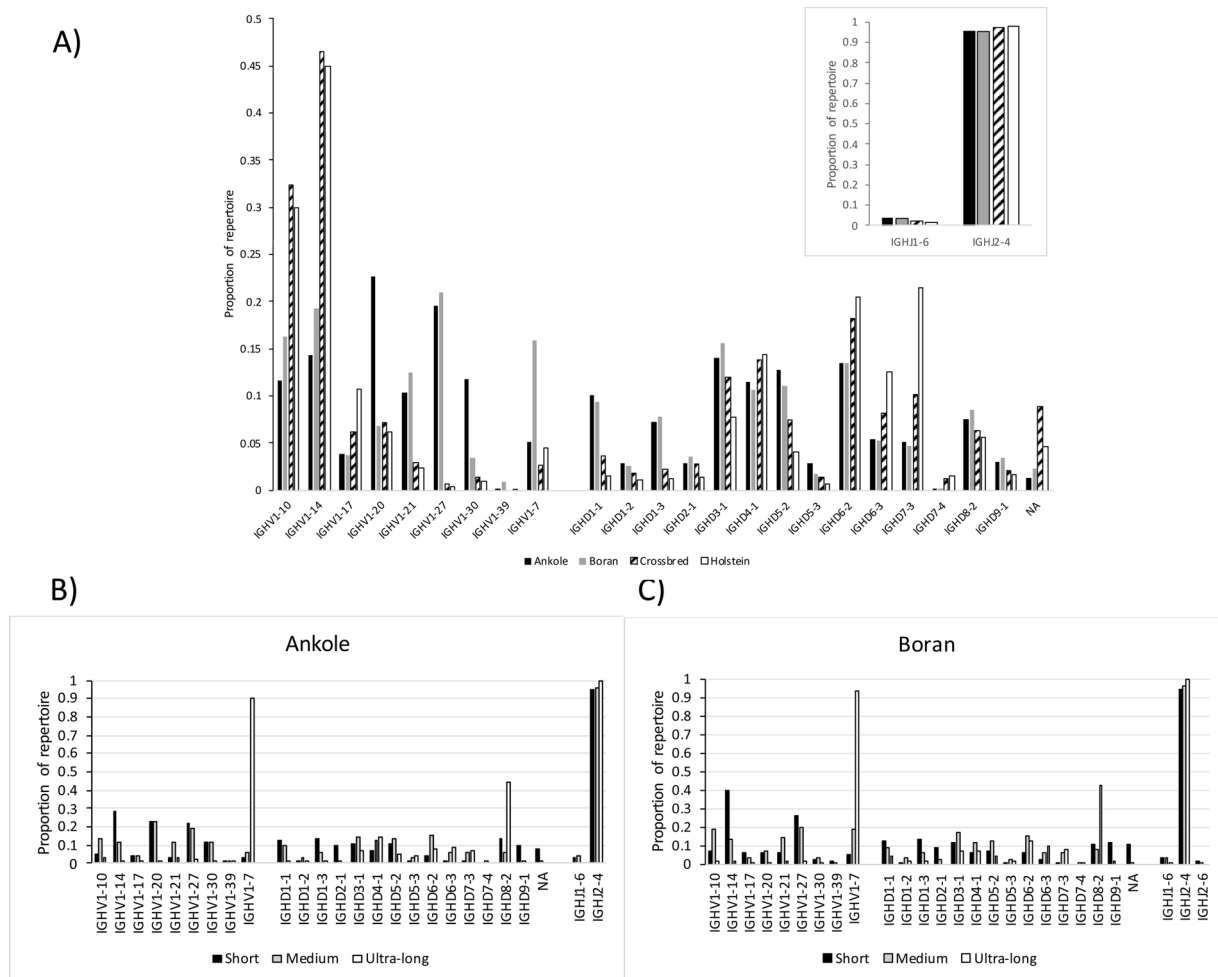 A)
0.5
0.45
0.4
0.35
0.3
0.25
0.2
0.15
0.1
0.05
0
Proportion of repertoire
IGHV1-10 IGHV1-14 IGHV1-17 IGHV1-20 IGHV1-21 IGHV1-27 IGHV1-30 IGHV1-39 IGHV1-7 IGHD1-1 IGHD1-2 IGHD1-3 IGHD2-1 IGHD3-1 IGHD4-1 IGHD5-2 IGHD5-3 IGHD6-2 IGHD6-3 IGHD7-3 IGHD7-4 IGHD8-2 IGHD9-1 NA
Ankole Boran Crossbred Holstein
1
0.9
0.8
0.7
0.6
0.5
0.4
0.3
0.2
0.1
0
Proportion of repertoire
IGHJ1-6 IGHJ2-4
B)
Ankole
1
0.9
0.8
0.7
0.6
0.5
0.4
0.3
0.2
0.1
0
Proportion of repertoire
IGHV1-10 IGHV1-14 IGHV1-17 IGHV1-20 IGHV1-21 IGHV1-27 IGHV1-30 IGHV1-39 IGHV1-7 IGHD1-1 IGHD1-2 IGHD1-3 IGHD2-1 IGHD3-1 IGHD4-1 IGHD5-2 IGHD5-3 IGHD6-2 IGHD6-3 IGHD7-3 IGHD7-4 IGHD8-2 IGHD9-1 NA IGHJ1-6 IGHJ2-4
Short Medium Ultra-long
C)
Boran
1
0.9
0.8
0.7
0.6
0.5
0.4
0.3
0.2
0.1
0
Proportion of repertoire
IGHV1-10 IGHV1-14 IGHV1-17 IGHV1-20 IGHV1-21 IGHV1-27 IGHV1-30 IGHV1-39 IGHV1-7 IGHD1-1 IGHD1-2 IGHD1-3 IGHD2-1 IGHD3-1 IGHD4-1 IGHD5-2 IGHD5-3 IGHD6-2 IGHD6-3 IGHD7-3 IGHD7-4 IGHD8-2 IGHD9-1 NA IGHJ1-6 IGHJ2-4 IGHJ2-6
Short Medium Ultra-long